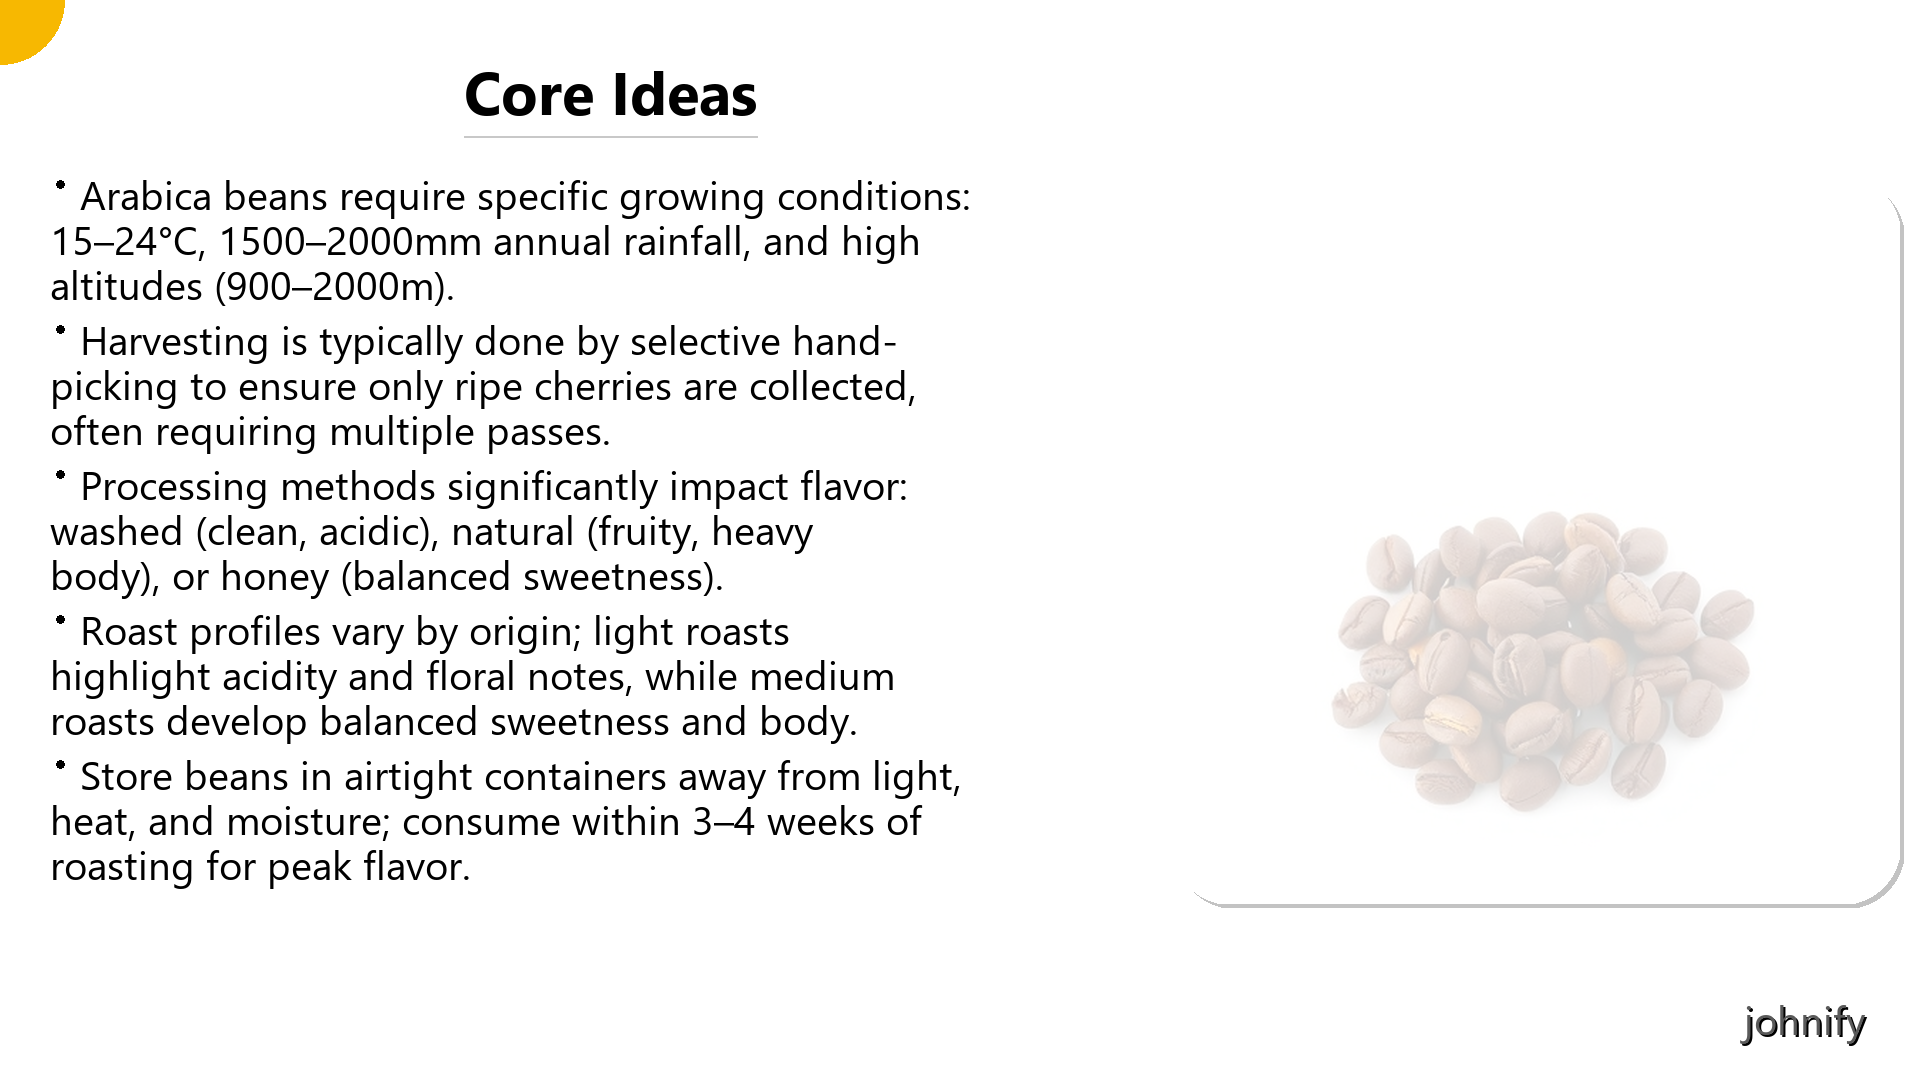 Core Ideas
• Arabica beans require specific growing conditions:
15–24°C, 1500–2000mm annual rainfall, and high
altitudes (900–2000m).
• Harvesting is typically done by selective hand-
picking to ensure only ripe cherries are collected,
often requiring multiple passes.
• Processing methods significantly impact flavor:
washed (clean, acidic), natural (fruity, heavy
body), or honey (balanced sweetness).
• Roast profiles vary by origin; light roasts
highlight acidity and floral notes, while medium
roasts develop balanced sweetness and body.
• Store beans in airtight containers away from light,
heat, and moisture; consume within 3–4 weeks of
roasting for peak flavor.
johnify